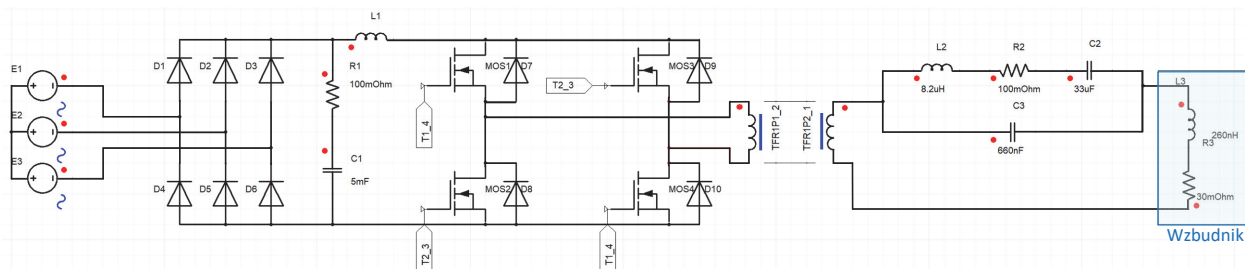 E1
E2
E3
D1
D2
D3
D4
D5
D6
L1
R1
100mOhm
C1
5mF
MOS1
D7
T1_4
MOS2
D8
T2_3
MOS3
D9
T2_3
MOS4
D10
T1_4
TFR1P1_2
TFR1P2_1
L2
8.2uH
R2
100mOhm
C2
33uF
C3
660nF
L3
260nH
R3
30mOhm
Wzbudnik